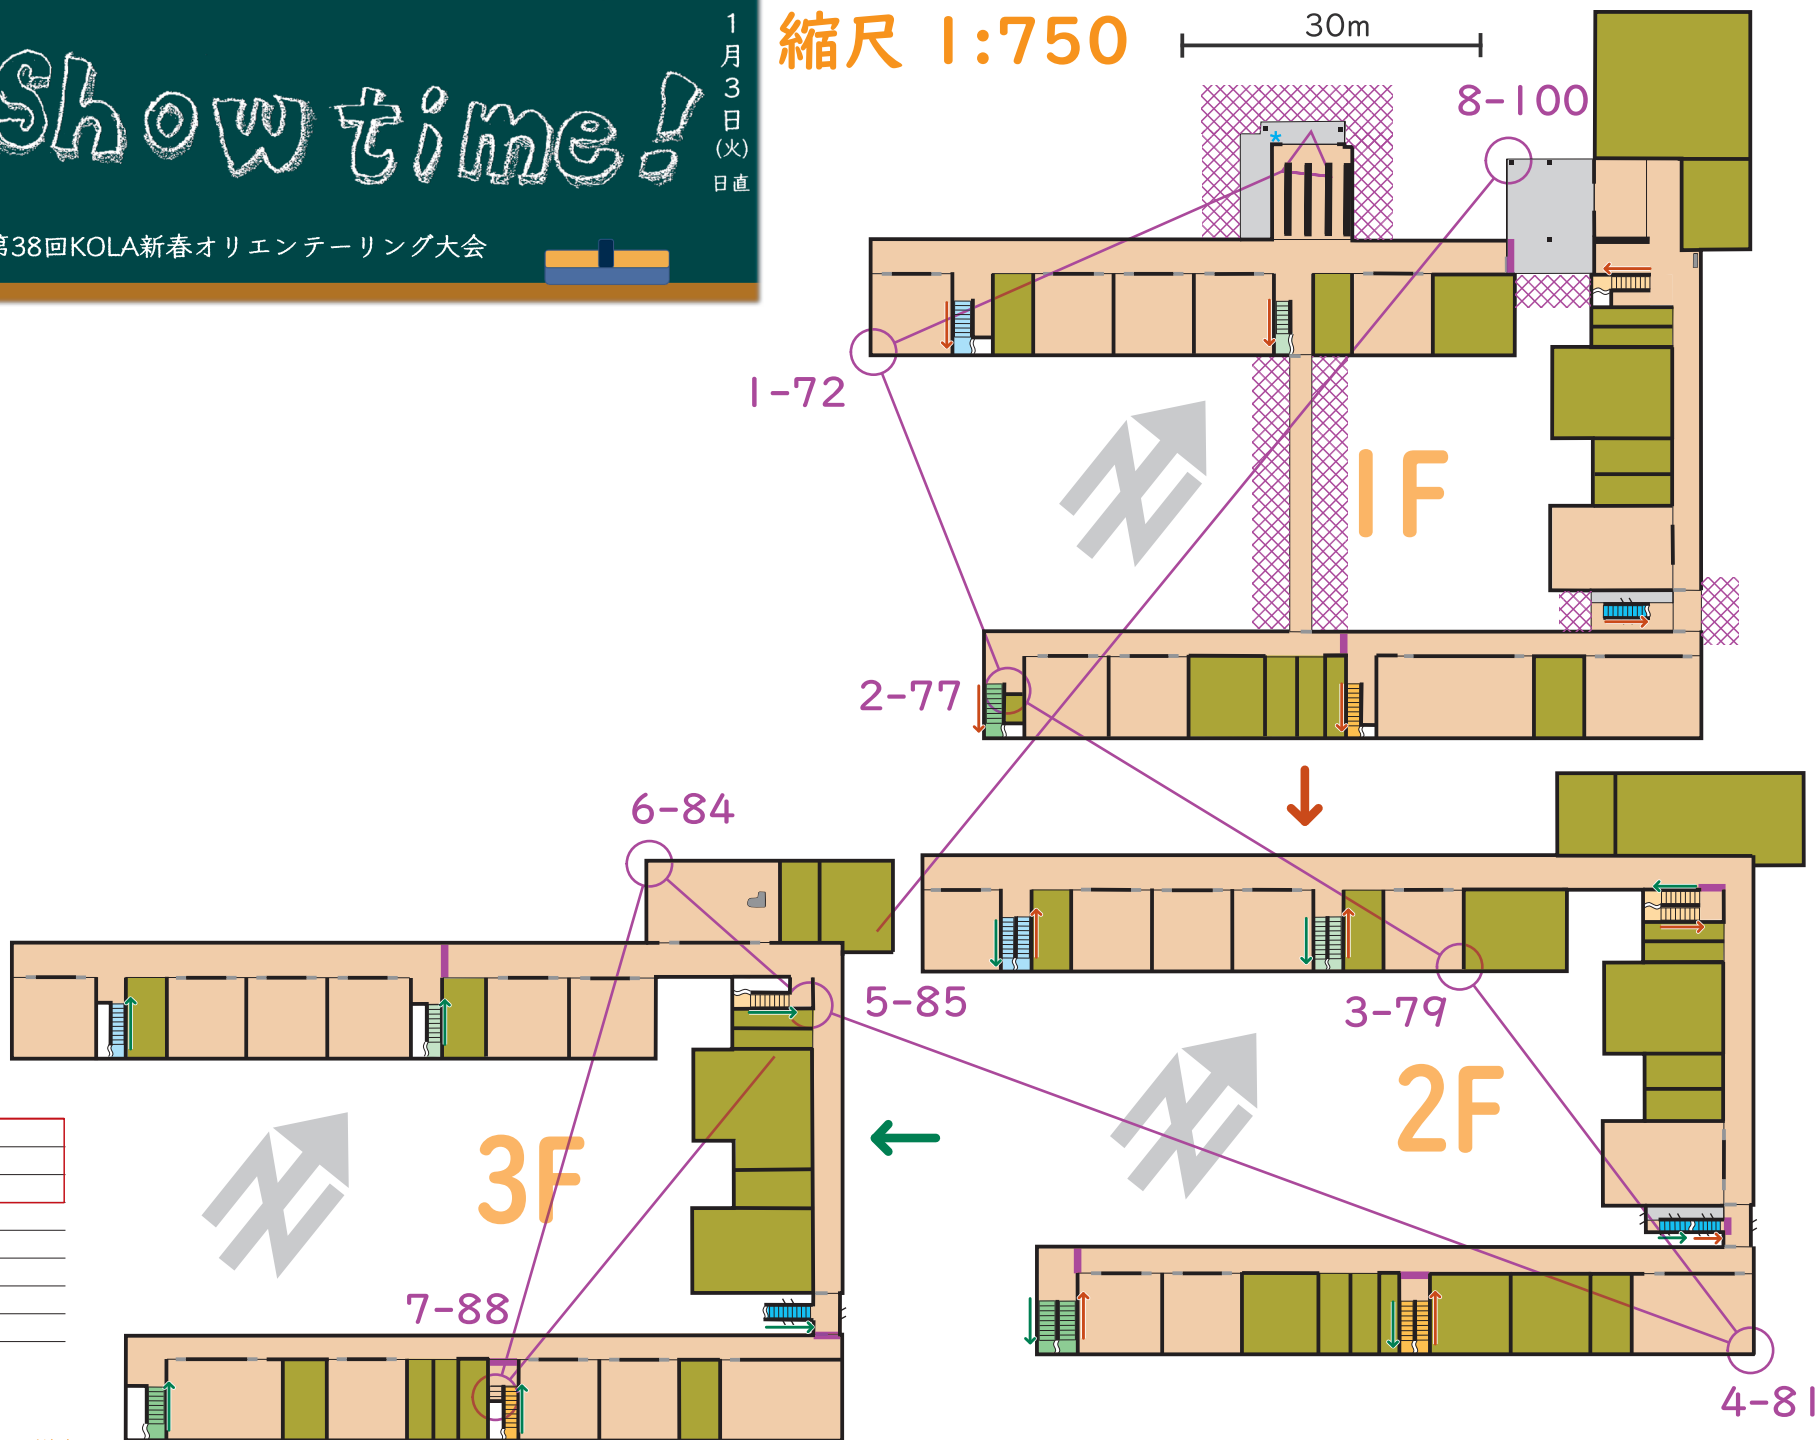 Show time!
1月3日(火)
日直
第38回KOLA新春オリエンテーリング大会
縮尺 1:750
30m
8-100
1-72
1F
2-77
6-84
5-85
3-79
2F
3F
7-88
4-81